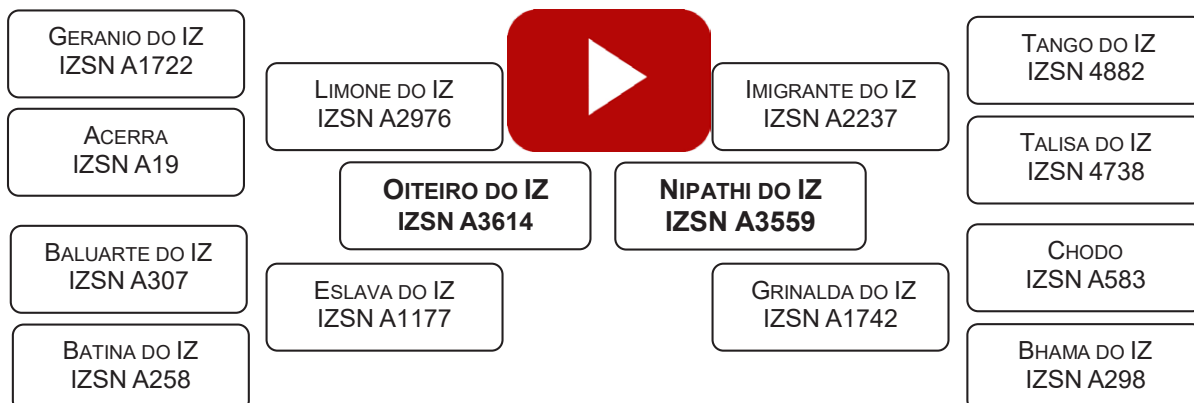 GERANIO DO IZ
IZSN A1722
ACERRA
IZSN A19
BALUARTE DO IZ
IZSN A307
BATINA DO IZ
IZSN A258
LIMONE DO IZ
IZSN A2976
ESLAVA DO IZ
IZSN A1177
OITEIRO DO IZ
IZSN A3614
NIPATHI DO IZ
IZSN A3559
IMIGRANTE DO IZ
IZSN A2237
GRINALDA DO IZ
IZSN A1742
TANGO DO IZ
IZSN 4882
TALISA DO IZ
IZSN 4738
CHODO
IZSN A583
BHAMA DO IZ
IZSN A298